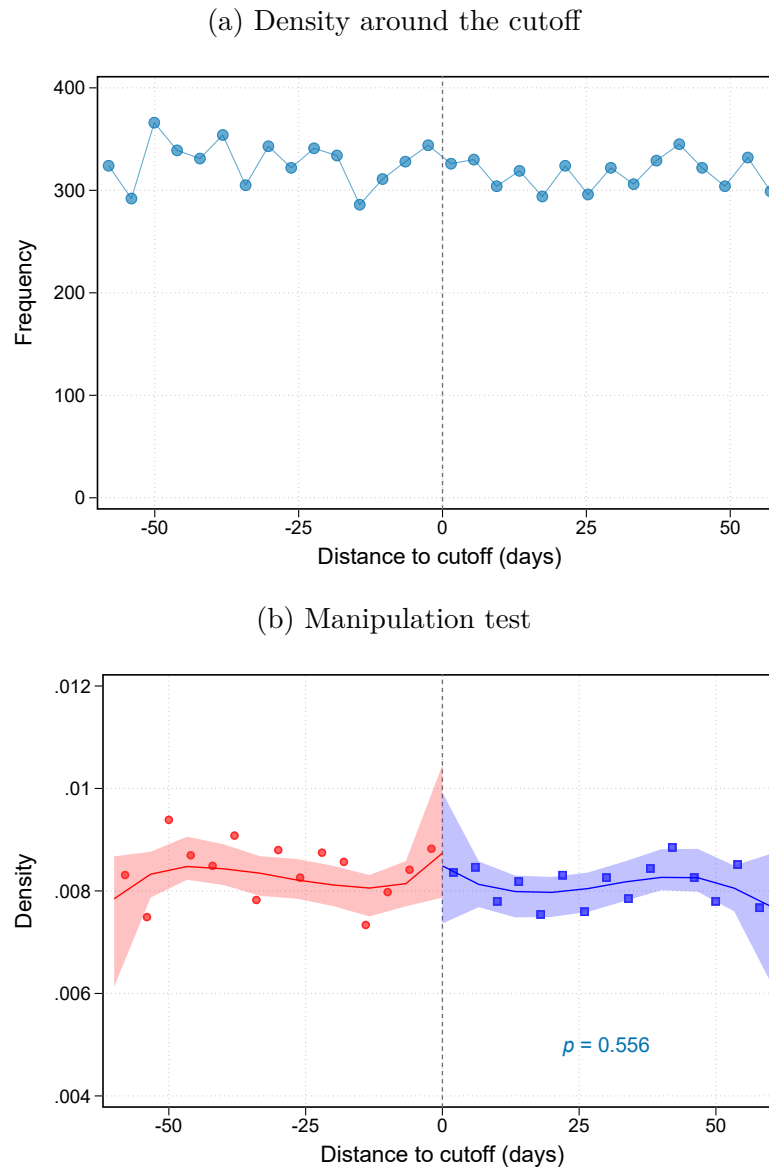 (a) Density around the cutoff
400
300
200
100
0
Frequency
-50 -25 0 25 50
Distance to cutoff (days)
(b) Manipulation test
.012
.01
.008
.006
.004
Density
p = 0.556
-50 -25 0 25 50
Distance to cutoff (days)